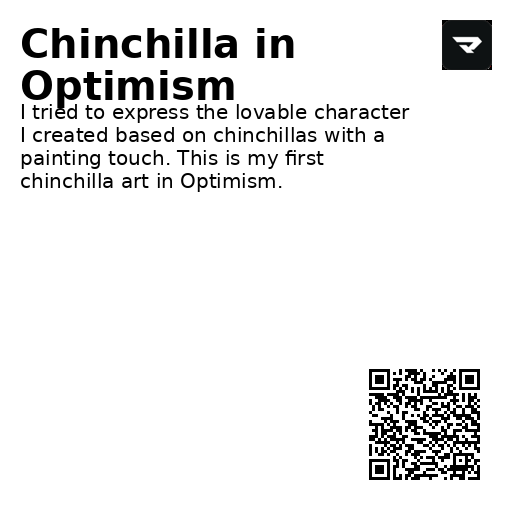 Chinchilla in
Optimism
I tried to express the lovable character
I created based on chinchillas with a
painting touch. This is my first
chinchilla art in Optimism.